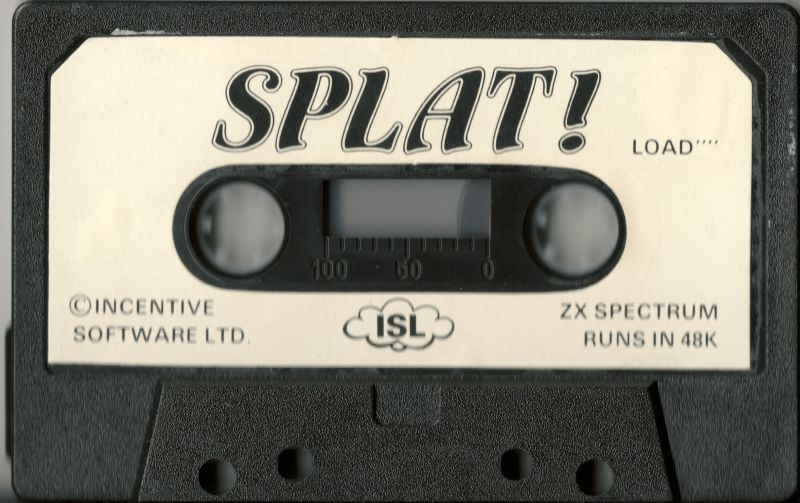 SPLAT!
LOAD''''
100 50 0
©INCENTIVE
SOFTWARE LTD.
ISL
ZX SPECTRUM
RUNS IN 48K